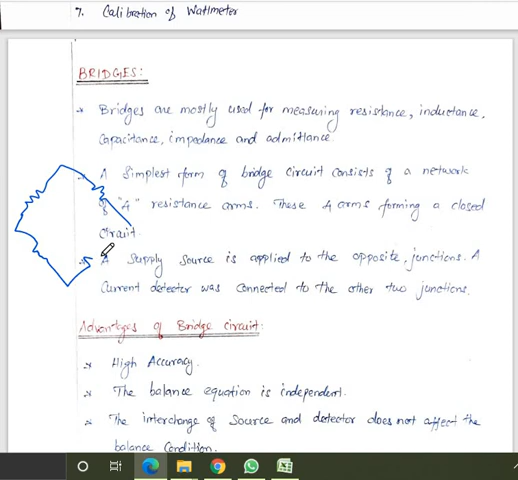 7. Calibration of Wattmeter
BRIDGES:
* Bridges are mostly used for measuring resistance, inductance,
Capacitance, impedance and admittance.
* A Simplest form of bridge circuit consists of a network
of "4" resistance arms. These 4 arms forming a closed
Circuit.
* A Supply source is applied to the opposite junctions. A
Current detector was connected to the other two junctions.
Advantages of Bridge circuit:
* High Accuracy.
* The balance equation is independent.
* The interchange of Source and detector does not affect the
balance Condition.